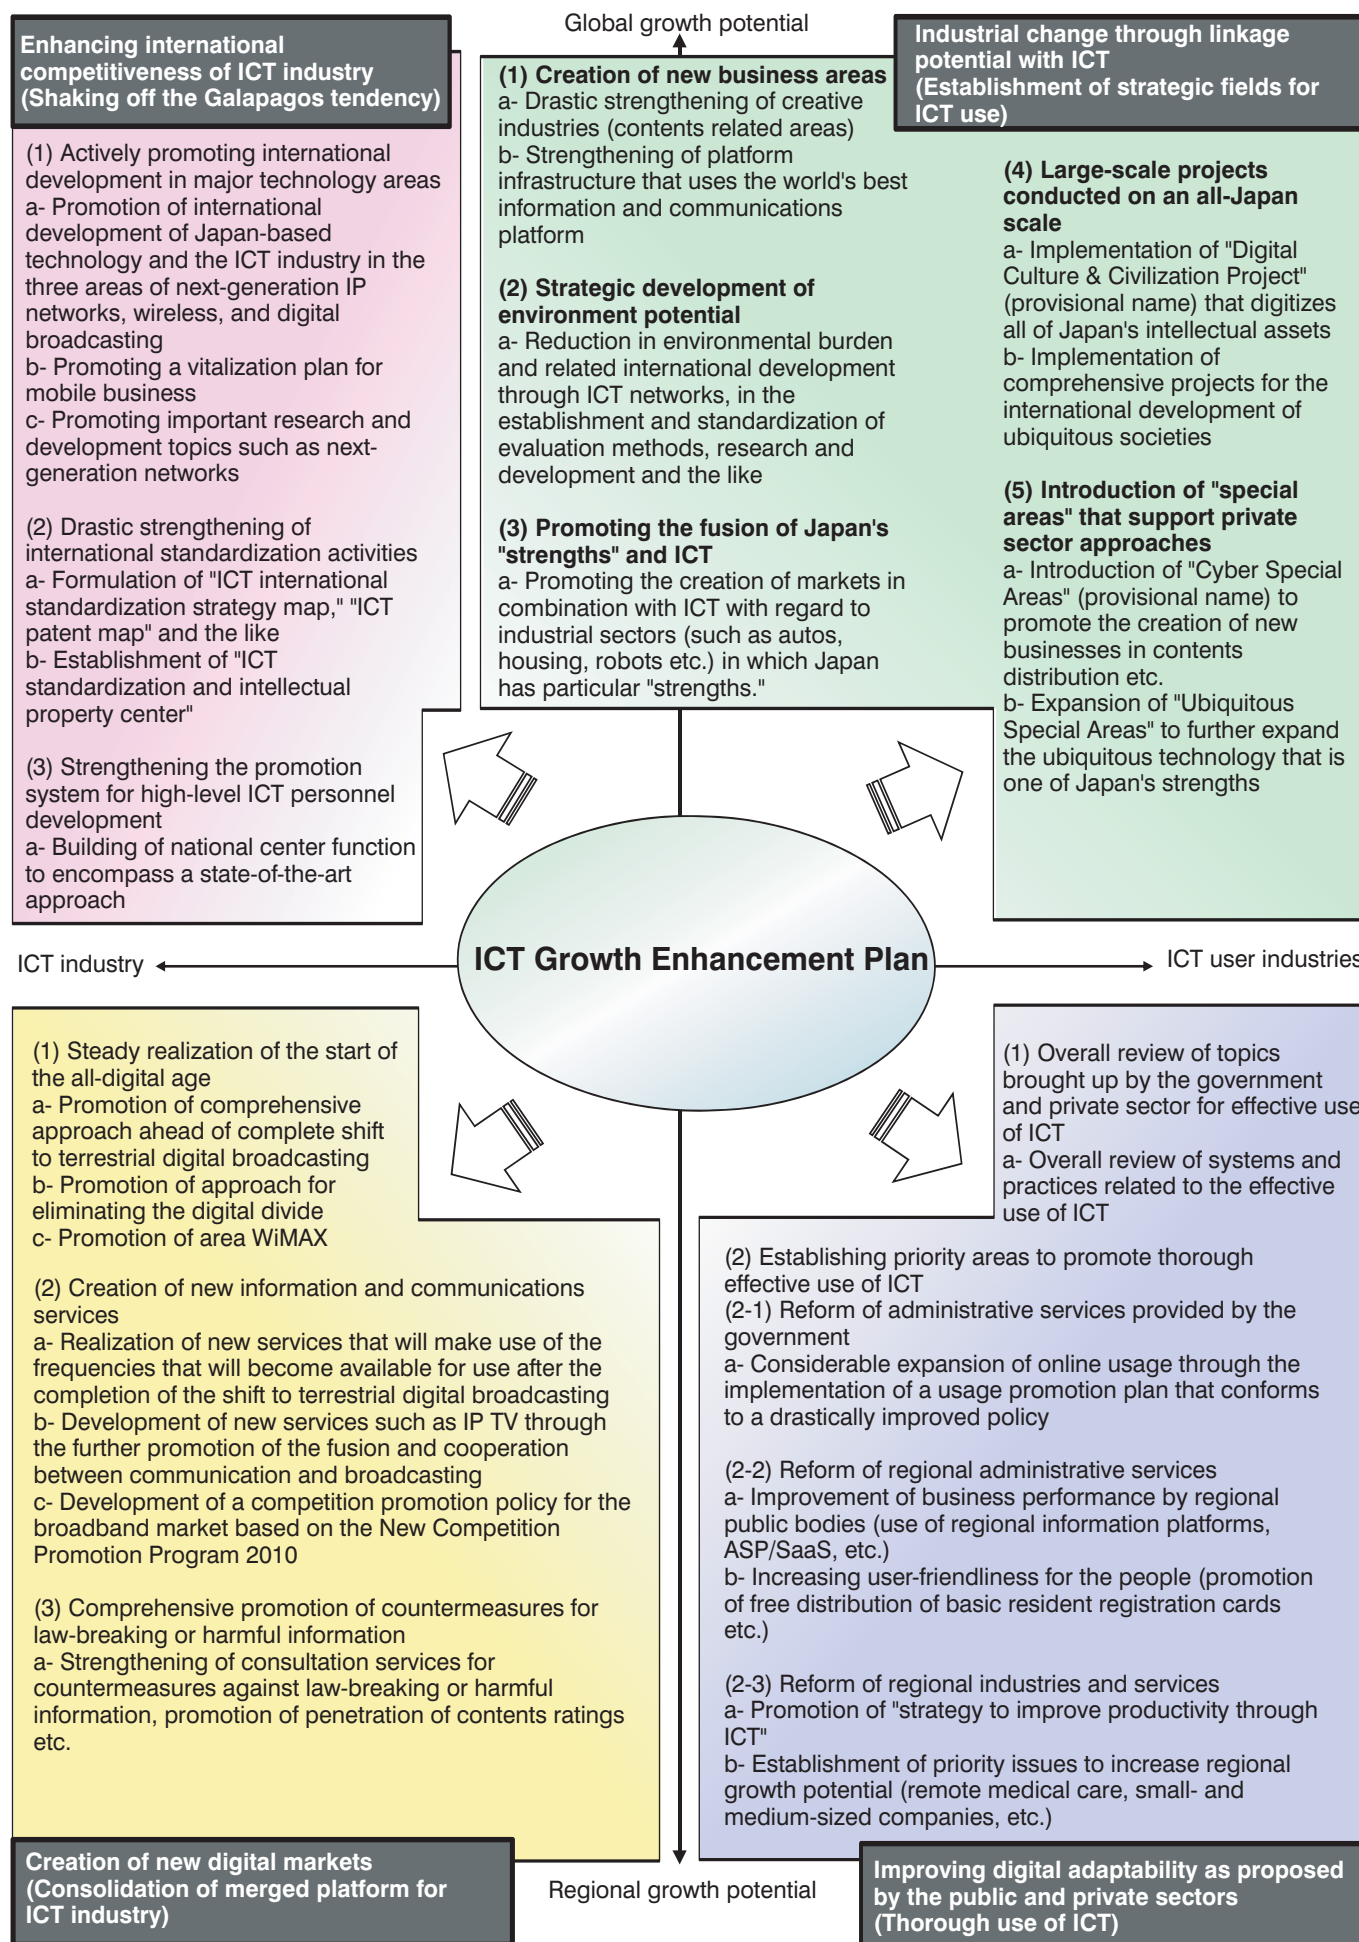 Global growth potential
Enhancing international
competitiveness of ICT industry
(Shaking off the Galapagos tendency)
(1) Actively promoting international
development in major technology areas
a- Promotion of international
development of Japan-based
technology and the ICT industry in the
three areas of next-generation IP
networks, wireless, and digital
broadcasting
b- Promoting a vitalization plan for
mobile business
c- Promoting important research and
development topics such as next-
generation networks
(2) Drastic strengthening of
international standardization activities
a- Formulation of "ICT international
standardization strategy map," "ICT
patent map" and the like
b- Establishment of "ICT
standardization and intellectual
property center"
(3) Strengthening the promotion
system for high-level ICT personnel
development
a- Building of national center function
to encompass a state-of-the-art
approach
(1) Creation of new business areas
a- Drastic strengthening of creative
industries (contents related areas)
b- Strengthening of platform
infrastructure that uses the world's best
information and communications
platform
(2) Strategic development of
environment potential
a- Reduction in environmental burden
and related international development
through ICT networks, in the
establishment and standardization of
evaluation methods, research and
development and the like
(3) Promoting the fusion of Japan's
"strengths" and ICT
a- Promoting the creation of markets in
combination with ICT with regard to
industrial sectors (such as autos,
housing, robots etc.) in which Japan
has particular "strengths."
Industrial change through linkage
potential with ICT
(Establishment of strategic fields for
ICT use)
(4) Large-scale projects
conducted on an all-Japan
scale
a- Implementation of "Digital
Culture & Civilization Project"
(provisional name) that digitizes
all of Japan's intellectual assets
b- Implementation of
comprehensive projects for the
international development of
ubiquitous societies
(5) Introduction of "special
areas" that support private
sector approaches
a- Introduction of "Cyber Special
Areas" (provisional name) to
promote the creation of new
businesses in contents
distribution etc.
b- Expansion of "Ubiquitous
Special Areas" to further expand
the ubiquitous technology that is
one of Japan's strengths
ICT industry
ICT Growth Enhancement Plan
ICT user industries
(1) Steady realization of the start of
the all-digital age
a- Promotion of comprehensive
approach ahead of complete shift
to terrestrial digital broadcasting
b- Promotion of approach for
eliminating the digital divide
c- Promotion of area WiMAX
(2) Creation of new information and communications
services
a- Realization of new services that will make use of the
frequencies that will become available for use after the
completion of the shift to terrestrial digital broadcasting
b- Development of new services such as IP TV through
the further promotion of the fusion and cooperation
between communication and broadcasting
c- Development of a competition promotion policy for the
broadband market based on the New Competition
Promotion Program 2010
(3) Comprehensive promotion of countermeasures for
law-breaking or harmful information
a- Strengthening of consultation services for
countermeasures against law-breaking or harmful
information, promotion of penetration of contents ratings
etc.
Creation of new digital markets
(Consolidation of merged platform for
ICT industry)
(1) Overall review of topics
brought up by the government
and private sector for effective use
of ICT
a- Overall review of systems and
practices related to the effective
use of ICT
(2) Establishing priority areas to promote thorough
effective use of ICT
(2-1) Reform of administrative services provided by the
government
a- Considerable expansion of online usage through the
implementation of a usage promotion plan that conforms
to a drastically improved policy
(2-2) Reform of regional administrative services
a- Improvement of business performance by regional
public bodies (use of regional information platforms,
ASP/SaaS, etc.)
b- Increasing user-friendliness for the people (promotion
of free distribution of basic resident registration cards
etc.)
(2-3) Reform of regional industries and services
a- Promotion of "strategy to improve productivity through
ICT"
b- Establishment of priority issues to increase regional
growth potential (remote medical care, small- and
medium-sized companies, etc.)
Regional growth potential
Improving digital adaptability as proposed
by the public and private sectors
(Thorough use of ICT)